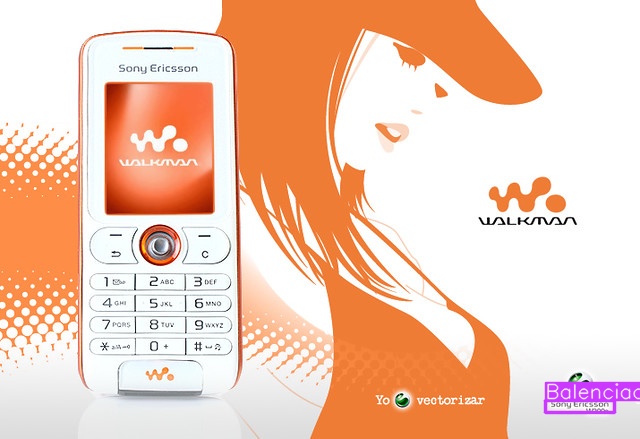 Sony Ericsson
WALKMAN
C
1
2 ABC
3 DEF
4 GHI
5 JKL
6 MNO
7 PQRS
8 TUV
9 WXYZ
* a/A
0 +
#
WALKMAN
Yo vectorizar
Balenciac
Sony Ericsson